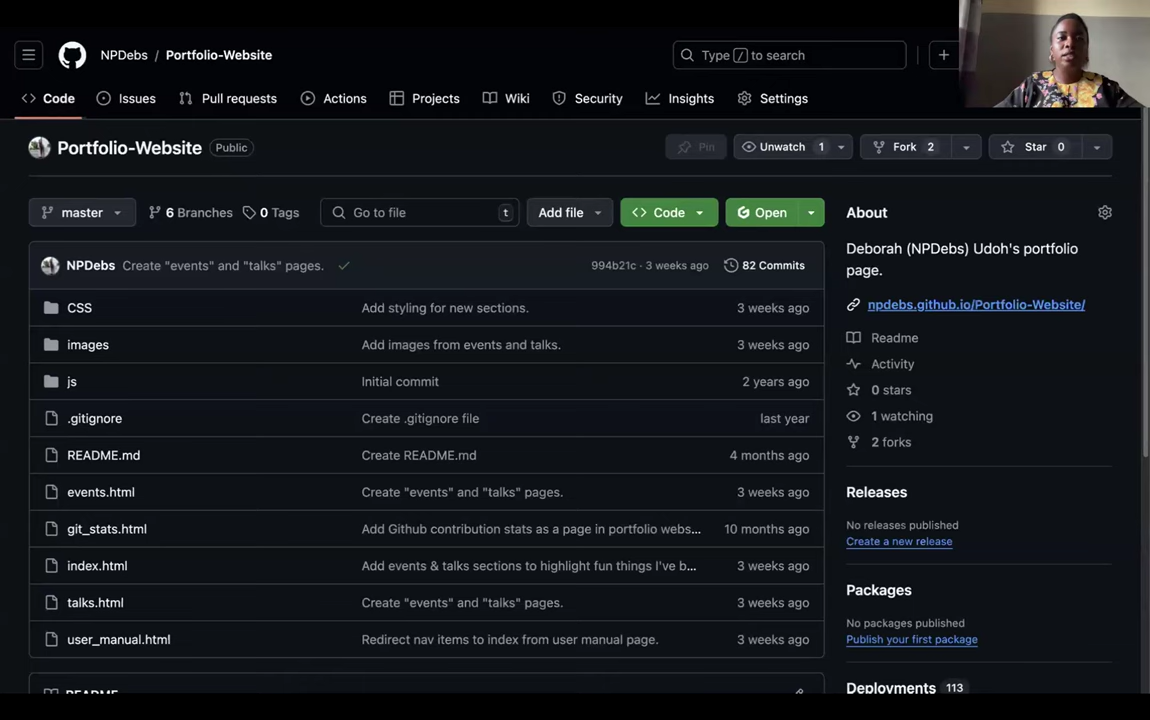 NPDebs / Portfolio-Website
Type / to search
Code Issues Pull requests Actions Projects Wiki Security Insights Settings
Portfolio-Website Public
Pin Unwatch 1 Fork 2 Star 0
master 6 Branches 0 Tags Go to file t Add file Code Open
NPDebs Create "events" and "talks" pages. 994b21c · 3 weeks ago 82 Commits
CSS Add styling for new sections. 3 weeks ago
images Add images from events and talks. 3 weeks ago
js Initial commit 2 years ago
.gitignore Create .gitignore file last year
README.md Create README.md 4 months ago
events.html Create "events" and "talks" pages. 3 weeks ago
git_stats.html Add Github contribution stats as a page in portfolio webs... 10 months ago
index.html Add events & talks sections to highlight fun things I've b... 3 weeks ago
talks.html Create "events" and "talks" pages. 3 weeks ago
user_manual.html Redirect nav items to index from user manual page. 3 weeks ago
README
About
Deborah (NPDebs) Udoh's portfolio
page.
npdebs.github.io/Portfolio-Website/
Readme
Activity
0 stars
1 watching
2 forks
Releases
No releases published
Create a new release
Packages
No packages published
Publish your first package
Deployments 113